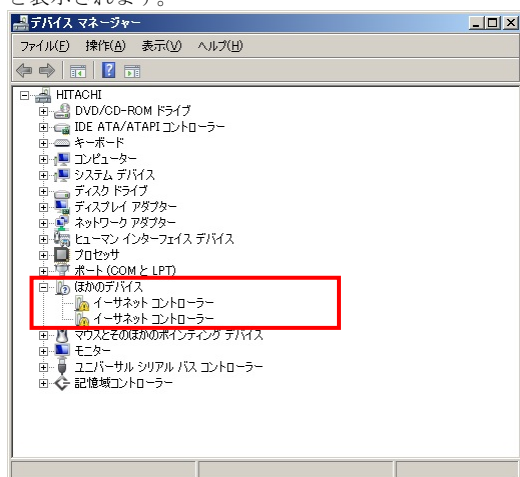 と表示されます。
デバイス マネージャー
ファイル(F) 操作(A) 表示(V) ヘルプ(H)
HITACHI
DVD/CD-ROM ドライブ
IDE ATA/ATAPI コントローラー
キーボード
コンピューター
システム デバイス
ディスク ドライブ
ディスプレイ アダプター
ネットワーク アダプター
ヒューマン インターフェイス デバイス
プロセッサ
ポート (COM と LPT)
ほかのデバイス
イーサネット コントローラー
イーサネット コントローラー
マウスとそのほかのポインティング デバイス
モニター
ユニバーサル シリアル バス コントローラー
記憶域コントローラー